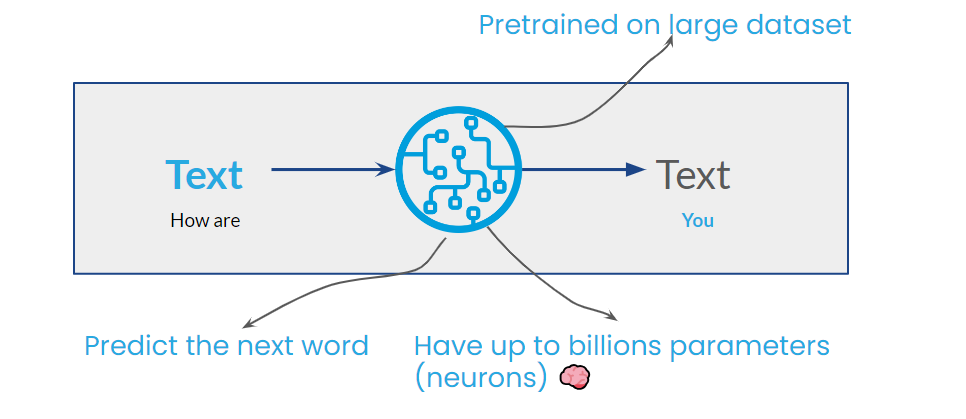 Pretrained on large dataset
Text
How are
Text
You
Predict the next word
Have up to billions parameters
(neurons)